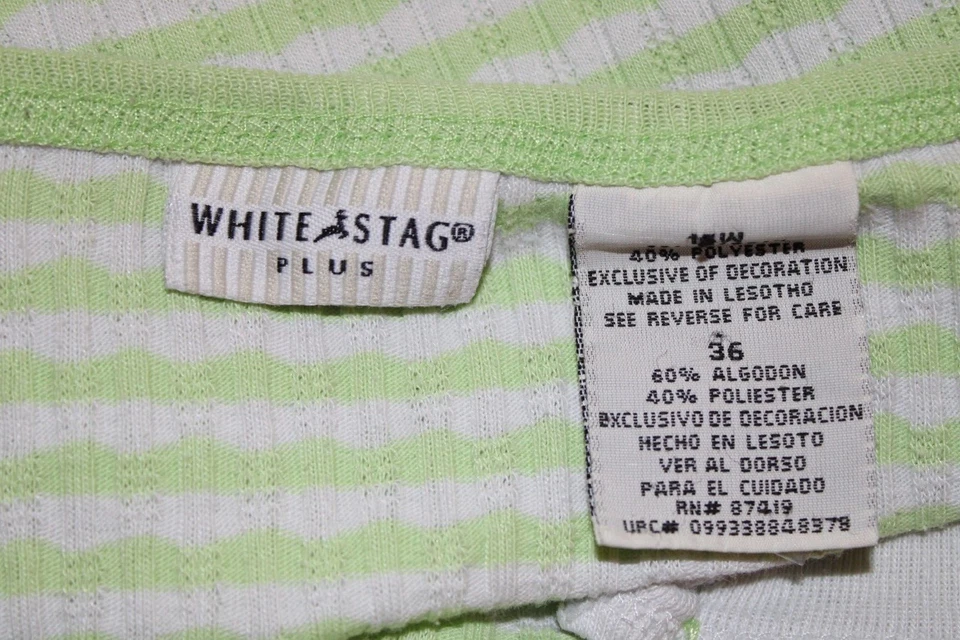 WHITE STAG®
PLUS
40% POLYESTER
EXCLUSIVE OF DECORATION
MADE IN LESOTHO
SEE REVERSE FOR CARE
36
60% ALGODON
40% POLIESTER
EXCLUSIVO DE DECORACION
HECHO EN LESOTO
VER AL DORSO
PARA EL CUIDADO
RN# 87419
UPC# 099338848378